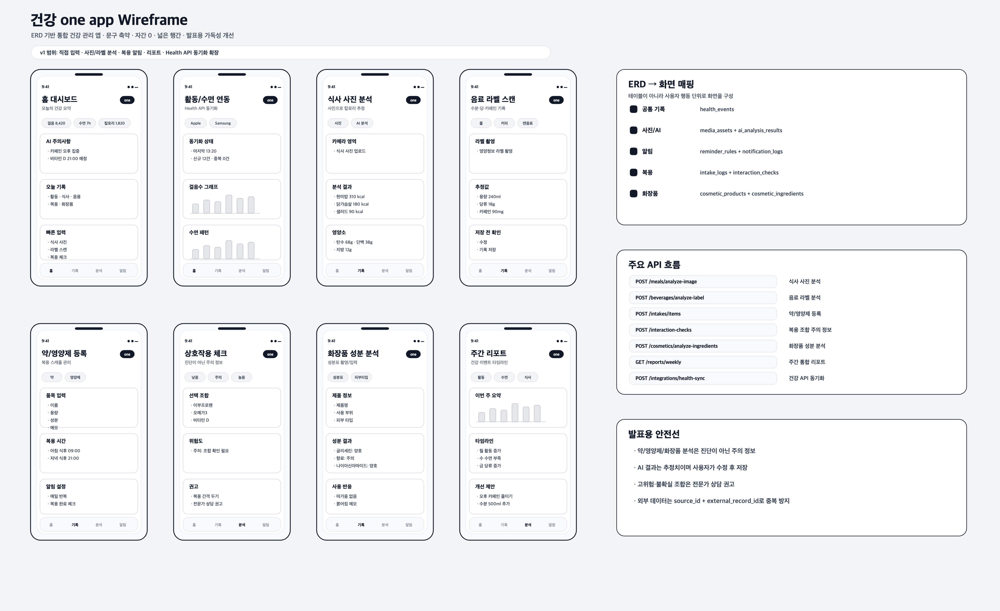 건강 one app Wireframe
ERD 기반 통합 건강 관리 앱 · 문구 축약 · 자간 0 · 넓은 행간 · 발표용 가독성 개선
v1 범위: 직접 입력 · 사진/라벨 분석 · 복용 알림 · 리포트 · Health API 동기화 확장
9:41
홈 대시보드
one
오늘의 건강 요약
걸음 8,420
수면 7h
칼로리 1,820
AI 주의사항
· 카페인 오후 집중
· 비타민 D 21:00 예정
오늘 기록
· 활동 · 식사 · 음용
· 복용 · 화장품
빠른 입력
· 식사 사진
· 라벨 스캔
· 복용 체크
홈 기록 분석 알림
9:41
활동/수면 연동
one
Health API 동기화
Apple
Samsung
동기화 상태
· 마지막 13:20
· 신규 12건 · 중복 0건
걸음수 그래프
수면 패턴
홈 기록 분석 알림
9:41
식사 사진 분석
one
사진으로 칼로리 추정
사진
AI 분석
카메라 영역
· 식사 사진 업로드
분석 결과
· 현미밥 310 kcal
· 닭가슴살 180 kcal
· 샐러드 90 kcal
영양소
· 탄수 68g · 단백 38g
· 지방 12g
홈 기록 분석 알림
9:41
음료 라벨 스캔
one
수분·당·카페인 기록
물
커피
캔음료
라벨 촬영
· 영양정보 라벨 촬영
추정값
· 용량 240ml
· 당류 18g
· 카페인 90mg
저장 전 확인
· 수정
· 기록 저장
홈 기록 분석 알림
9:41
약/영양제 등록
one
복용 스케줄 관리
약
영양제
품목 입력
· 이름
· 용량
· 성분
· 메모
복용 시간
· 아침 식후 09:00
· 저녁 식후 21:00
알림 설정
· 매일 반복
· 복용 완료 체크
홈 기록 분석 알림
9:41
상호작용 체크
one
진단이 아닌 주의 정보
낮음
주의
높음
선택 조합
· 이부프로펜
· 오메가3
· 비타민 D
위험도
· 주의: 조합 확인 필요
권고
· 복용 간격 두기
· 전문가 상담 권고
홈 기록 분석 알림
9:41
화장품 성분 분석
one
성분표 촬영/입력
성분표
피부타입
제품 정보
· 제품명
· 사용 부위
· 피부 타입
성분 결과
· 글리세린: 양호
· 향료: 주의
· 나이아신아마이드: 양호
사용 반응
· 따가움 없음
· 붉어짐 메모
홈 기록 분석 알림
9:41
주간 리포트
one
건강 이벤트 타임라인
활동
수면
식사
이번 주 요약
타임라인
· 월 활동 증가
· 수 수면 부족
· 금 당류 증가
개선 제안
· 오후 카페인 줄이기
· 수분 500ml 추가
홈 기록 분석 알림
ERD → 화면 매핑
테이블이 아니라 사용자 행동 단위로 화면을 구성
공통 기록 health_events
사진/AI media_assets + ai_analysis_results
알림 reminder_rules + notification_logs
복용 intake_logs + interaction_checks
화장품 cosmetic_products + cosmetic_ingredients
주요 API 흐름
POST /meals/analyze-image 식사 사진 분석
POST /beverages/analyze-label 음료 라벨 분석
POST /intakes/items 약/영양제 등록
POST /interaction-checks 복용 조합 주의 정보
POST /cosmetics/analyze-ingredients 화장품 성분 분석
GET /reports/weekly 주간 통합 리포트
POST /integrations/health-sync 건강 API 동기화
발표용 안전선
· 약/영양제/화장품 분석은 진단이 아닌 주의 정보
· AI 결과는 추정치이며 사용자가 수정 후 저장
· 고위험·불확실 조합은 전문가 상담 권고
· 외부 데이터는 source_id + external_record_id로 중복 방지